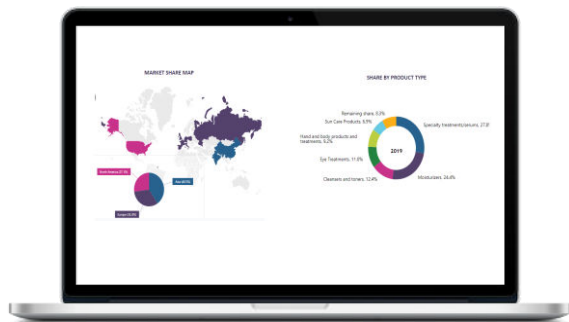 MARKET SHARE MAP
SHARE BY PRODUCT TYPE
Remaining share, 0.3%
Sun Care Products, 6.9%
Hand and body products and
treatments, 9.2%
Eye Treatments, 11.0%
Cleansers and toners, 12.4%
Specialty treatments/serums, 27.8
Moisturizers, 24.4%
2019